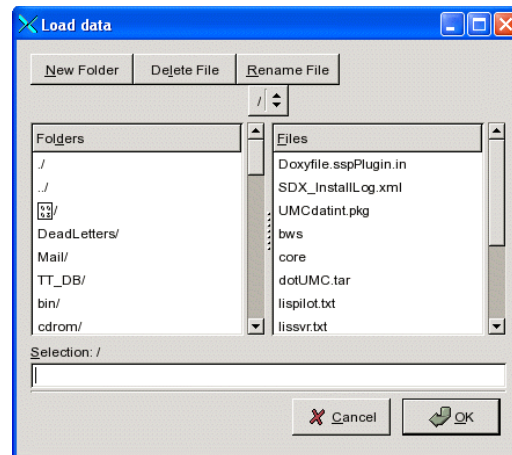 Load data
New Folder
Delete File
Rename File
/
Folders
./
../
/
DeadLetters/
Mail/
TT_DB/
bin/
cdrom/
Files
Doxyfile.sspPlugin.in
SDX_InstallLog.xml
UMCdatint.pkg
bws
core
dotUMC.tar
lispilot.txt
lissvr.txt
Selection: /
Cancel
OK